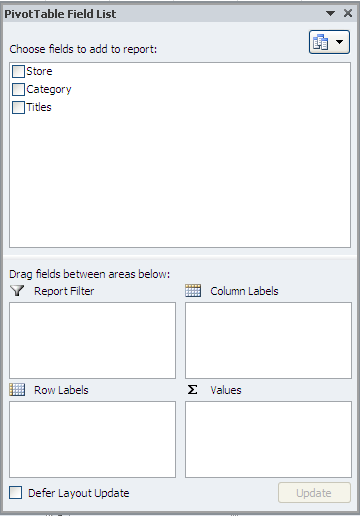 PivotTable Field List
Choose fields to add to report:
Store
Category
Titles
Drag fields between areas below:
Report Filter
Column Labels
Row Labels
Σ Values
Defer Layout Update
Update